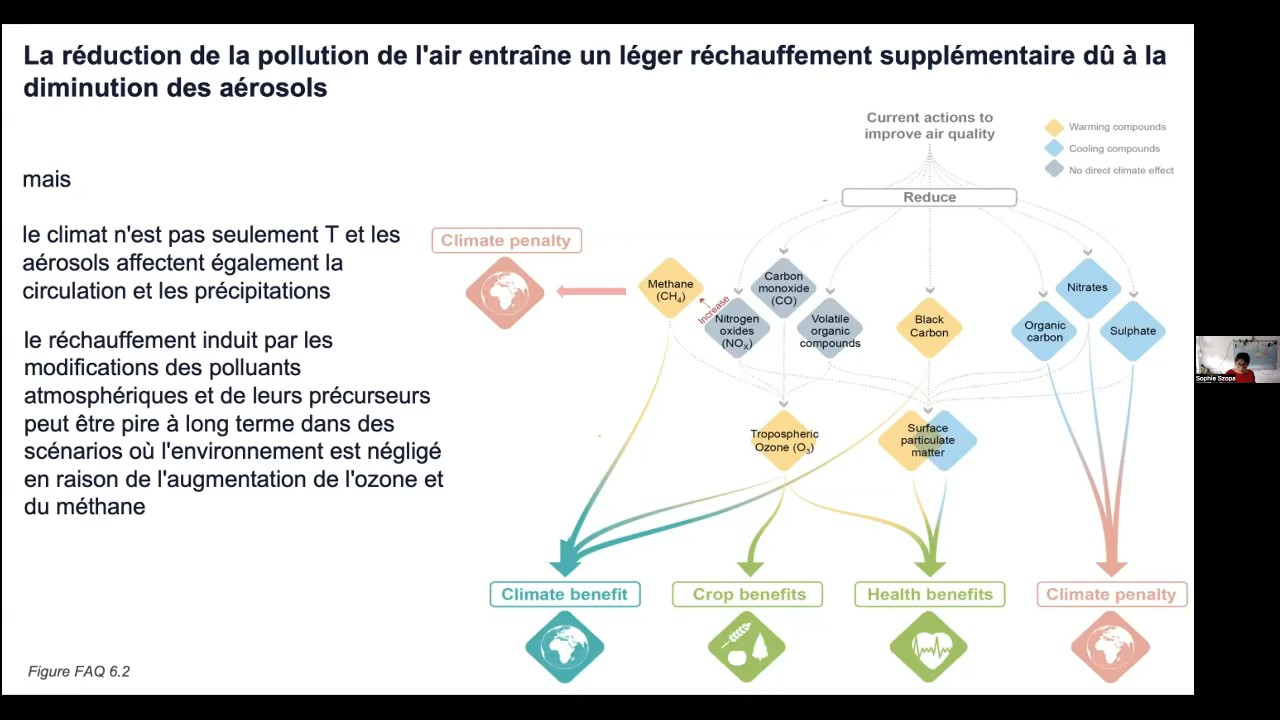 La réduction de la pollution de l'air entraîne un léger réchauffement supplémentaire dû à la
diminution des aérosols
mais
le climat n'est pas seulement T et les
aérosols affectent également la
circulation et les précipitations
le réchauffement induit par les
modifications des polluants
atmosphériques et de leurs précurseurs
peut être pire à long terme dans des
scénarios où l'environnement est négligé
en raison de l'augmentation de l'ozone et
du méthane
Figure FAQ 6.2
Current actions to
improve air quality
Warming compounds
Cooling compounds
No direct climate effect
Reduce
Climate penalty
Methane
(CH₄)
Increase
Nitrogen
oxides
(NOₓ)
Carbon
monoxide
(CO)
Volatile
organic
compounds
Black
Carbon
Organic
carbon
Nitrates
Sulphate
Tropospheric
Ozone (O₃)
Surface
particulate
matter
Climate benefit
Crop benefits
Health benefits
Climate penalty
Sophie Szopa